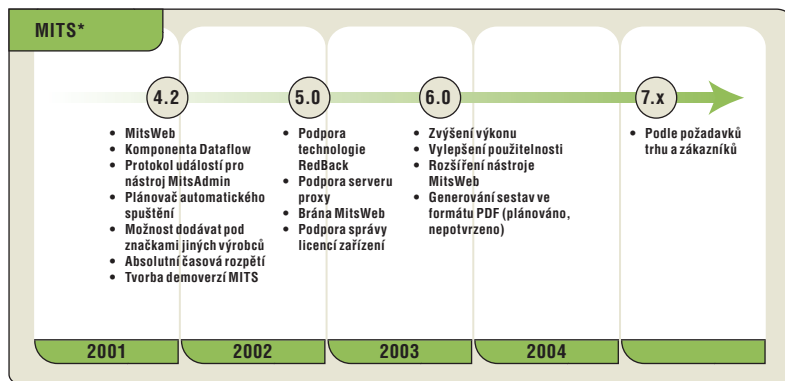 MITS*
4.2
5.0
6.0
7.x
• MitsWeb
• Komponenta Dataflow
• Protokol událostí pro
nástroj MitsAdmin
• Plánovač automatického
spuštění
• Možnost dodávat pod
značkami jiných výrobců
• Absolutní časová rozpětí
• Tvorba demoverzí MITS
• Podpora
technologie
RedBack
• Podpora serveru
proxy
• Brána MitsWeb
• Podpora správy
licencí zařízení
• Zvýšení výkonu
• Vylepšení použitelnosti
• Rozšíření nástroje
MitsWeb
• Generování sestav ve
formátu PDF (plánováno,
nepotvrzeno)
• Podle požadavků
trhu a zákazníků
2001
2002
2003
2004